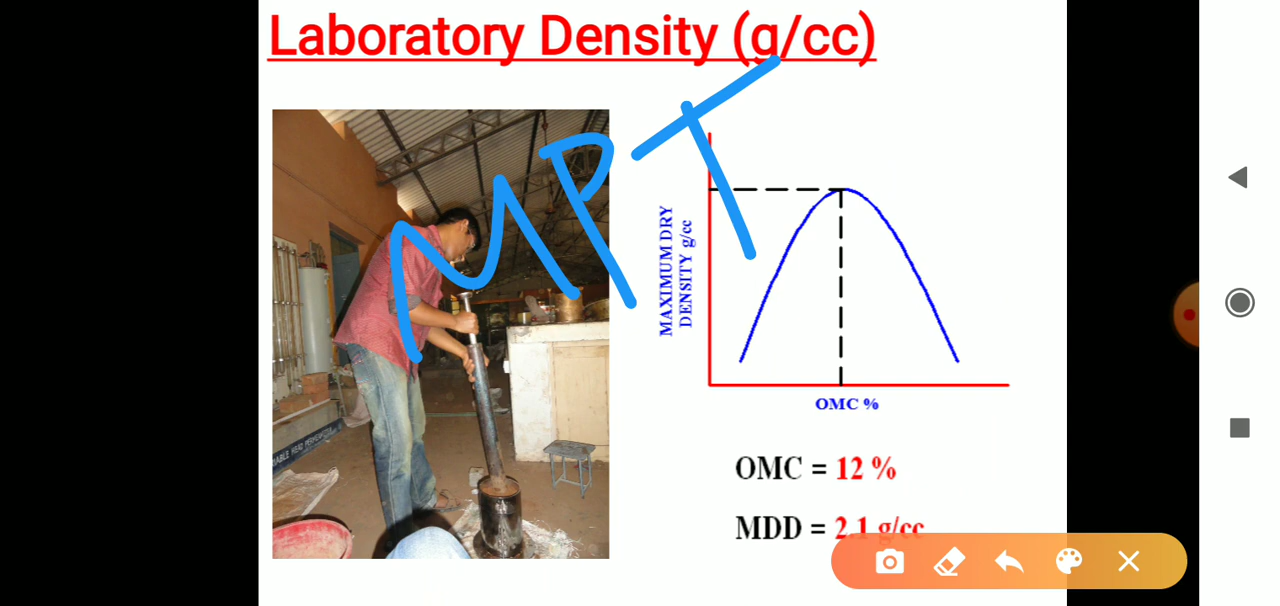 Laboratory Density (g/cc)
MPT
MAXIMUM DRY
DENSITY g/cc
OMC %
OMC = 12 %
MDD = 2.1 g/cc